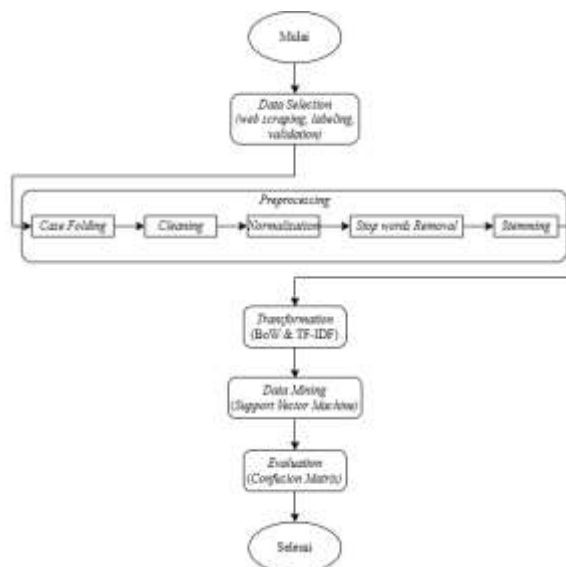 Mulai
Data Selection
(web scraping, labeling,
validation)
Preprocessing
Case Folding
Cleaning
Normalization
Stop words Removal
Stemming
Transformation
(BoW & TF-IDF)
Data Mining
(Support Vector Machine)
Evaluation
(Confusion Matrix)
Selesai